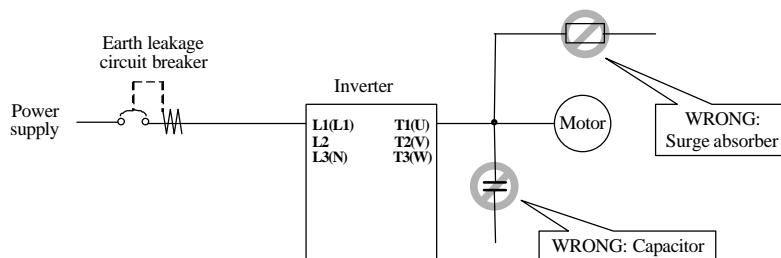 Earth leakage
circuit breaker
Inverter
Power
supply
L1(L1)
L2
L3(N)
T1(U)
T2(V)
T3(W)
Motor
WRONG:
Surge absorber
WRONG: Capacitor